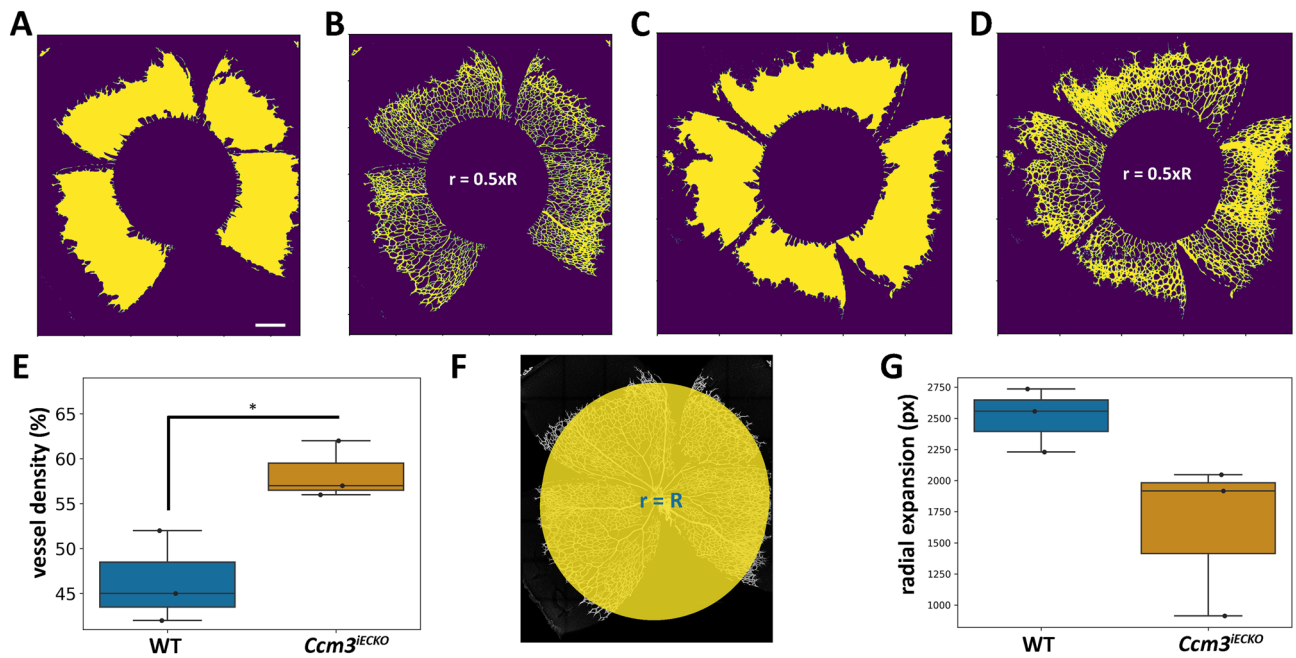 A
B
C
D
r = 0.5xR
r = 0.5xR
E
vessel density (%)
65
60
55
50
45
*
WT
Ccm3iECKO
F
r = R
G
radial expansion (px)
2750
2500
2250
2000
1750
1500
1250
1000
WT
Ccm3iECKO